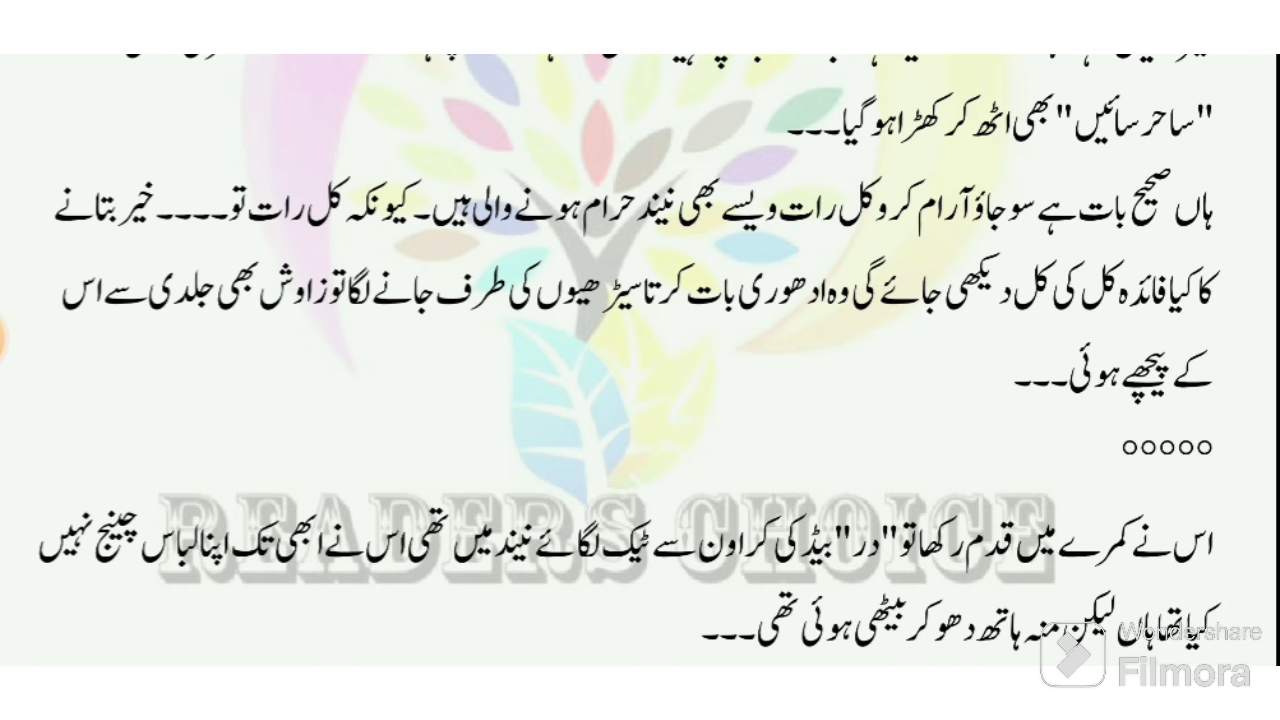 "ساحر سائیں" بھی اٹھ کر کھڑا ہو گیا۔۔۔
ہاں صحیح بات ہے سو جاؤ آرام کرو کل رات ویسے بھی نیند حرام ہونے والی ہیں۔ کیونکہ کل رات تو۔۔۔۔ خیر بتانے
کا کیا فائدہ کل کی کل دیکھی جائے گی وہ ادھوری بات کرتا سیڑھیوں کی طرف جانے لگا تو زاوش بھی جلدی سے اس
کے پیچھے ہوئی۔۔۔
○○○○○
READERS CHOICE
اس نے کمرے میں قدم رکھا تو "در" بیڈ کی کراون سے ٹیک لگائے نیند میں تھی اس نے ابھی تک اپنا لباس چینج نہیں
کیا تھا ہاں لیکن منہ ہاتھ دھو کر بیٹھی ہوئی تھی۔۔۔
Wondershare
Filmora